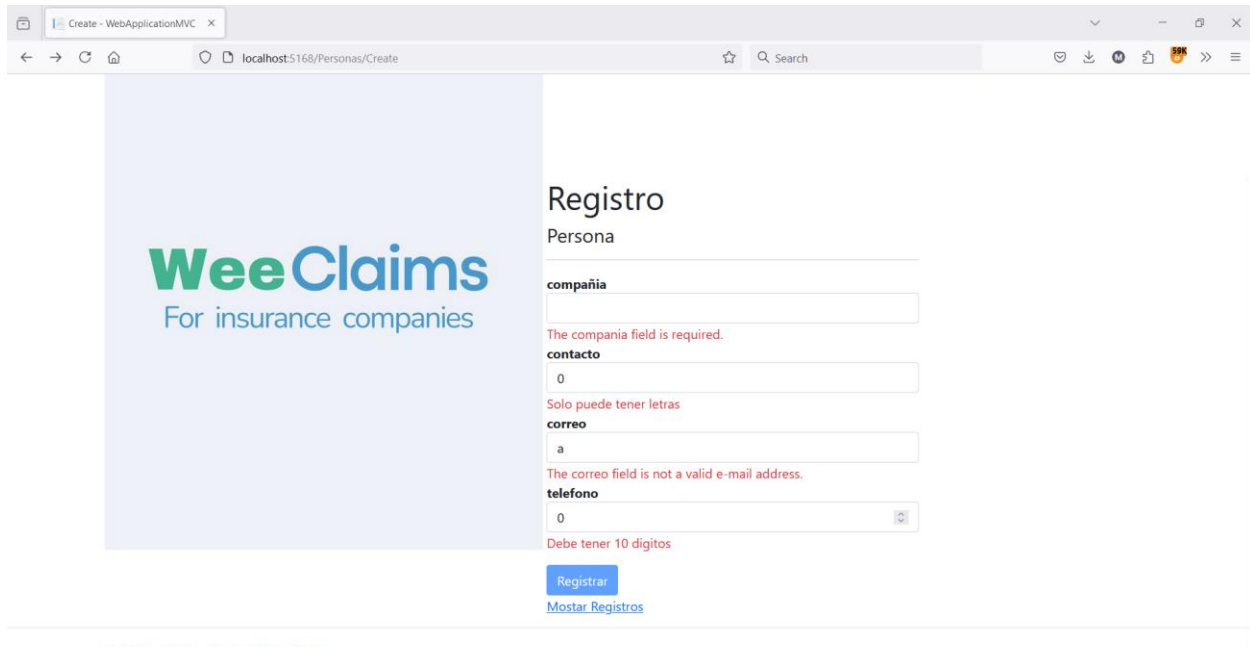 Create - WebApplicationMVC
localhost:5168/Personas/Create
Search
M
59K
WeeClaims
For insurance companies
Registro
Persona
compañia
The compania field is required.
contacto
0
Solo puede tener letras
correo
a
The correo field is not a valid e-mail address.
telefono
0
Debe tener 10 digitos
Registrar
Mostar Registros